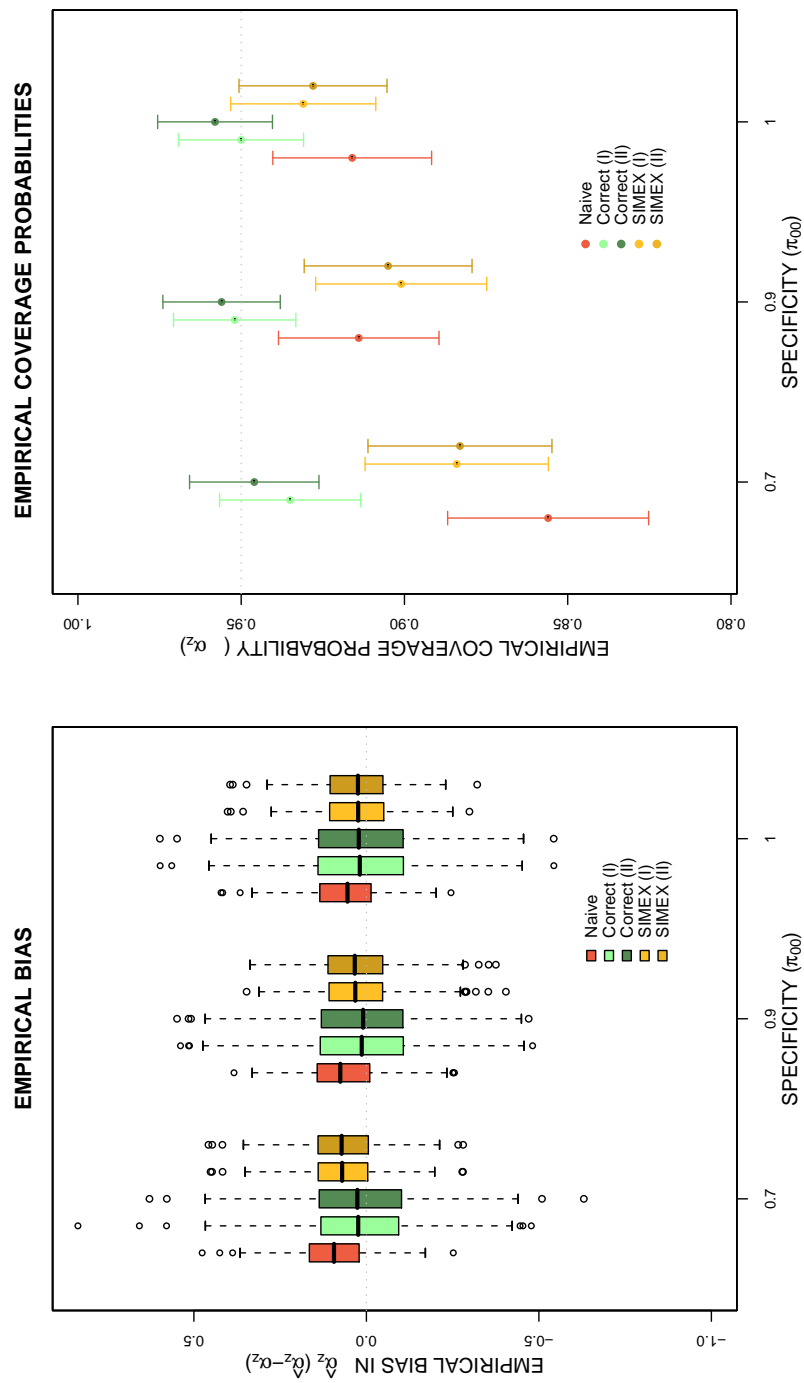 EMPIRICAL BIAS
EMPIRICAL BIAS IN α̂z (α̂z−αz)
0.5
0.0
−0.5
−1.0
Naive
Correct (I)
Correct (II)
SIMEX (I)
SIMEX (II)
0.7
0.9
1
SPECIFICITY (π00)
EMPIRICAL COVERAGE PROBABILITIES
EMPIRICAL COVERAGE PROBABILITY ( αz)
1.00
0.95
0.90
0.85
0.80
Naive
Correct (I)
Correct (II)
SIMEX (I)
SIMEX (II)
0.7
0.9
1
SPECIFICITY (π00)